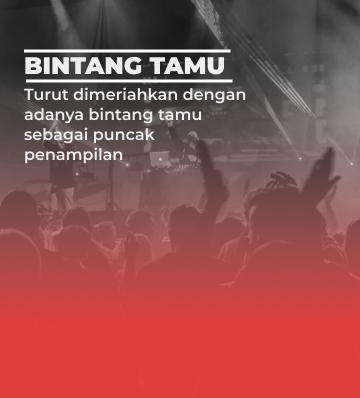 BINTANG TAMU
Turut dimeriahkan dengan
adanya bintang tamu
sebagai puncak
penampilan